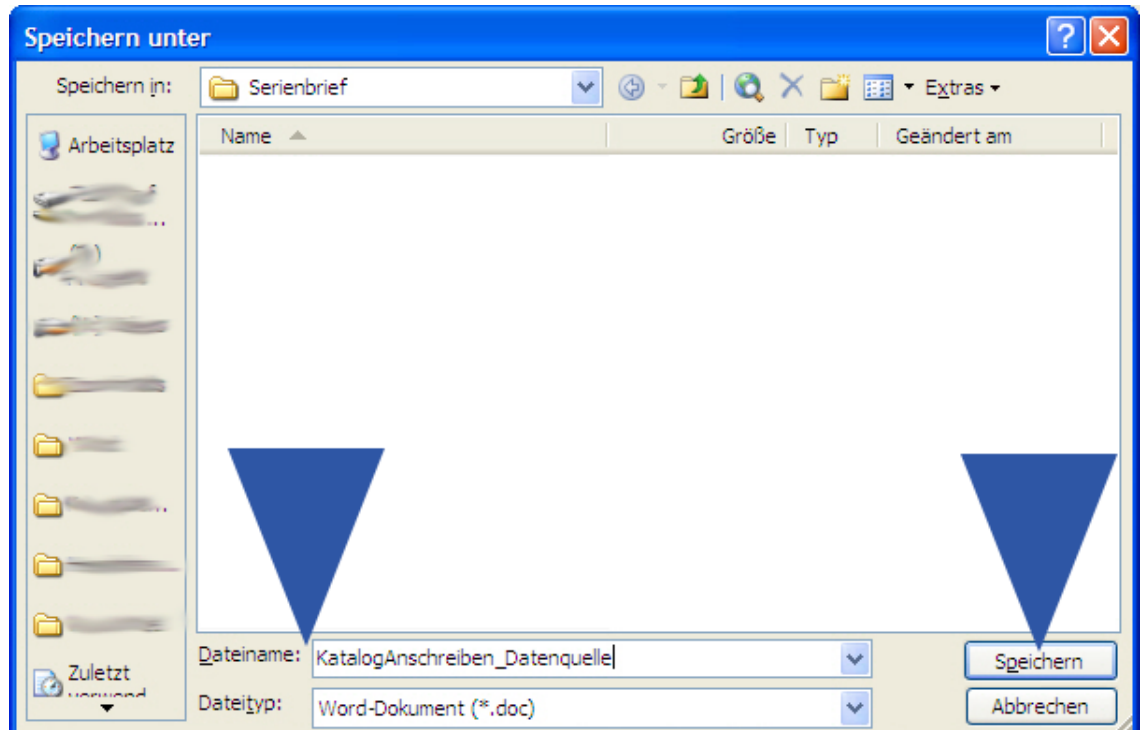 Speichern unter
Speichern in: Serienbrief Extras
Arbeitsplatz
Name Größe Typ Geändert am
Zuletzt
Dateiname: KatalogAnschreiben_Datenquelle Speichern
Dateityp: Word-Dokument (*.doc) Abbrechen